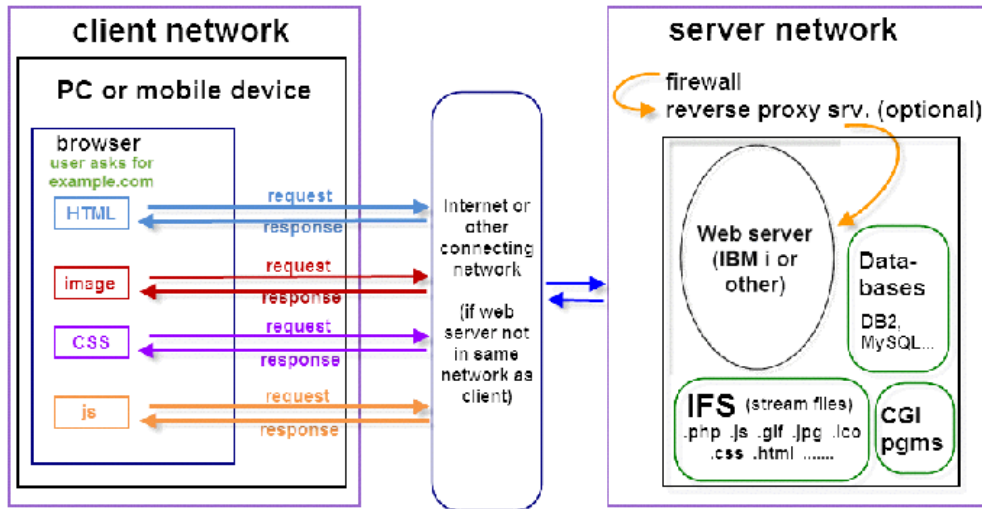 client network
PC or mobile device
browser
user asks for
example.com
HTML
request
response
image
request
response
CSS
request
response
js
request
response
Internet or
other
connecting
network
(if web
server not
in same
network as
client)
server network
firewall
reverse proxy srv. (optional)
Web server
(IBM i or
other)
Data-
bases
DB2,
MySQL...
IFS (stream files)
.php .js .gif .jpg .ico
.css .html .......
CGI
pgms